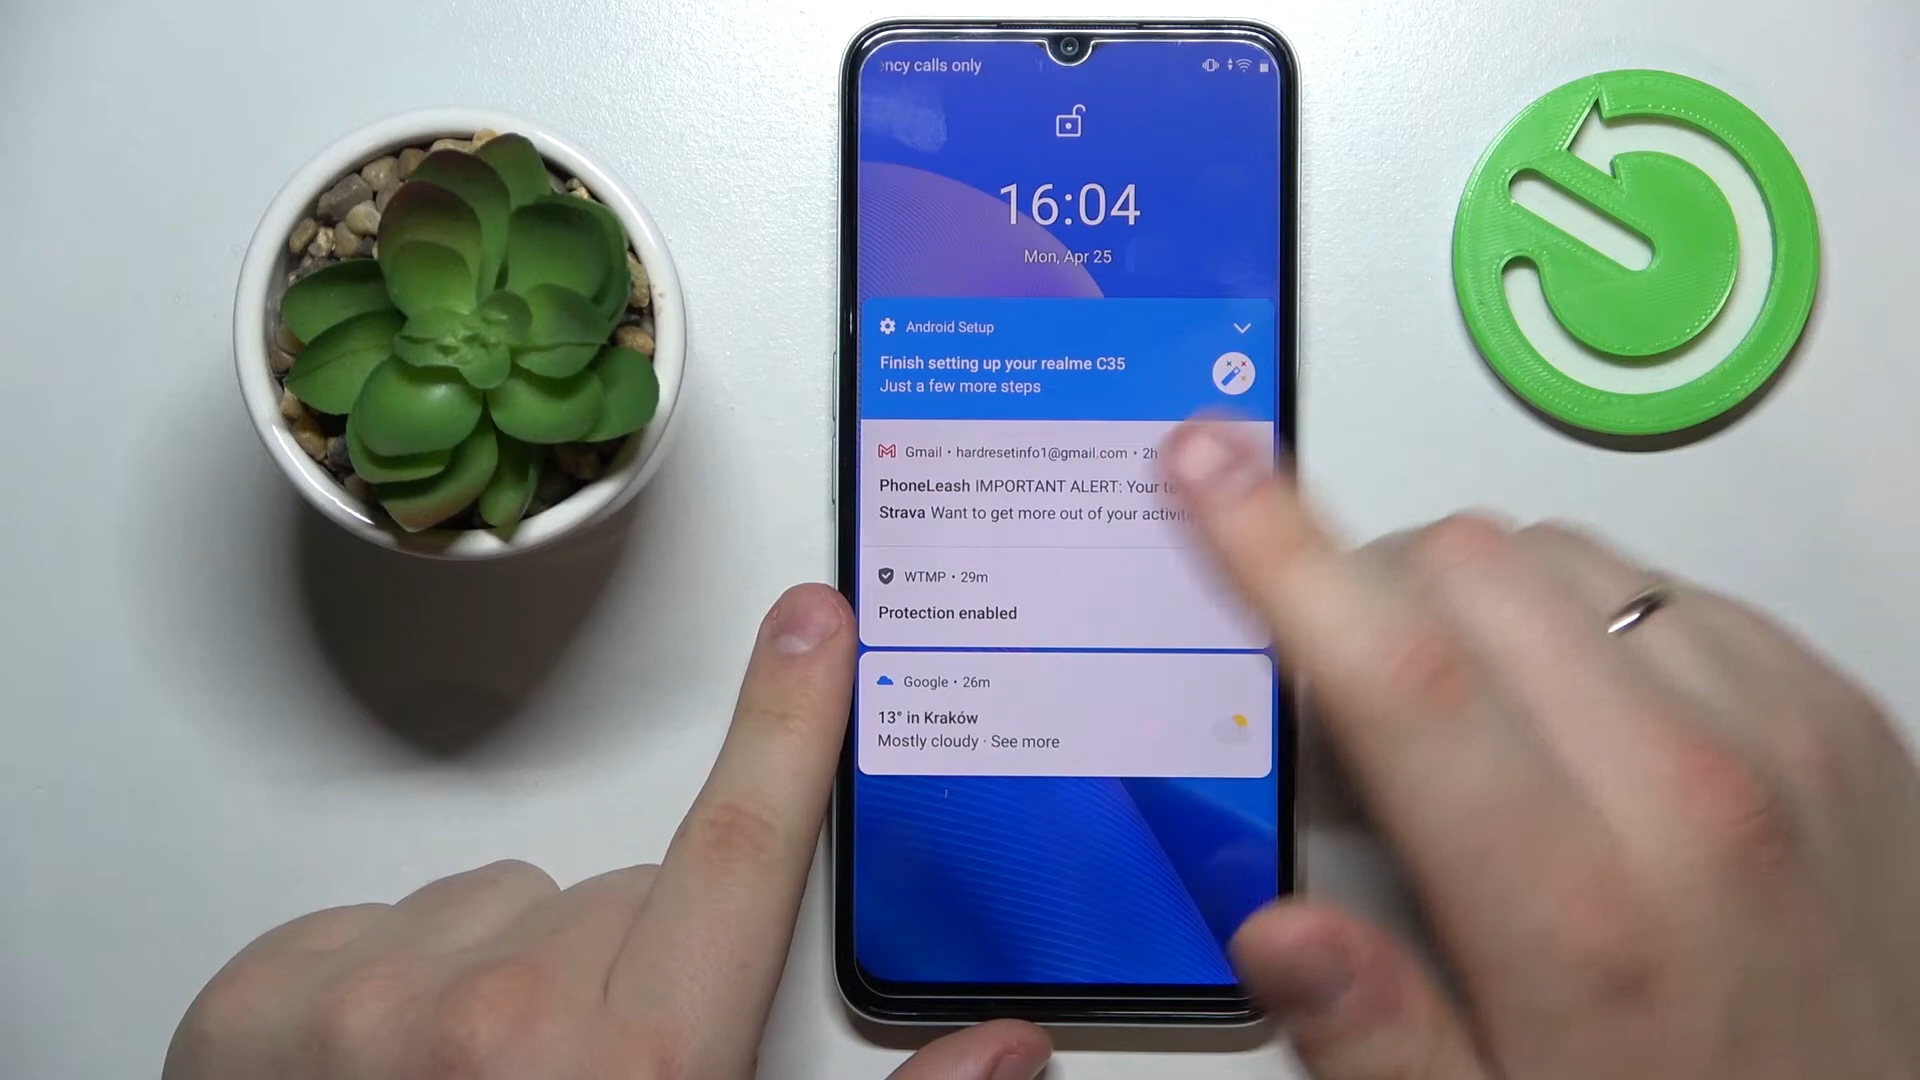 ncy calls only
16:04
Mon, Apr 25
Android Setup
Finish setting up your realme C35
Just a few more steps
Gmail • hardresetinfo1@gmail.com • 2h
PhoneLeash IMPORTANT ALERT: Your
Strava Want to get more out of your
WTMP • 29m
Protection enabled
Google • 26m
13° in Kraków
Mostly cloudy · See more